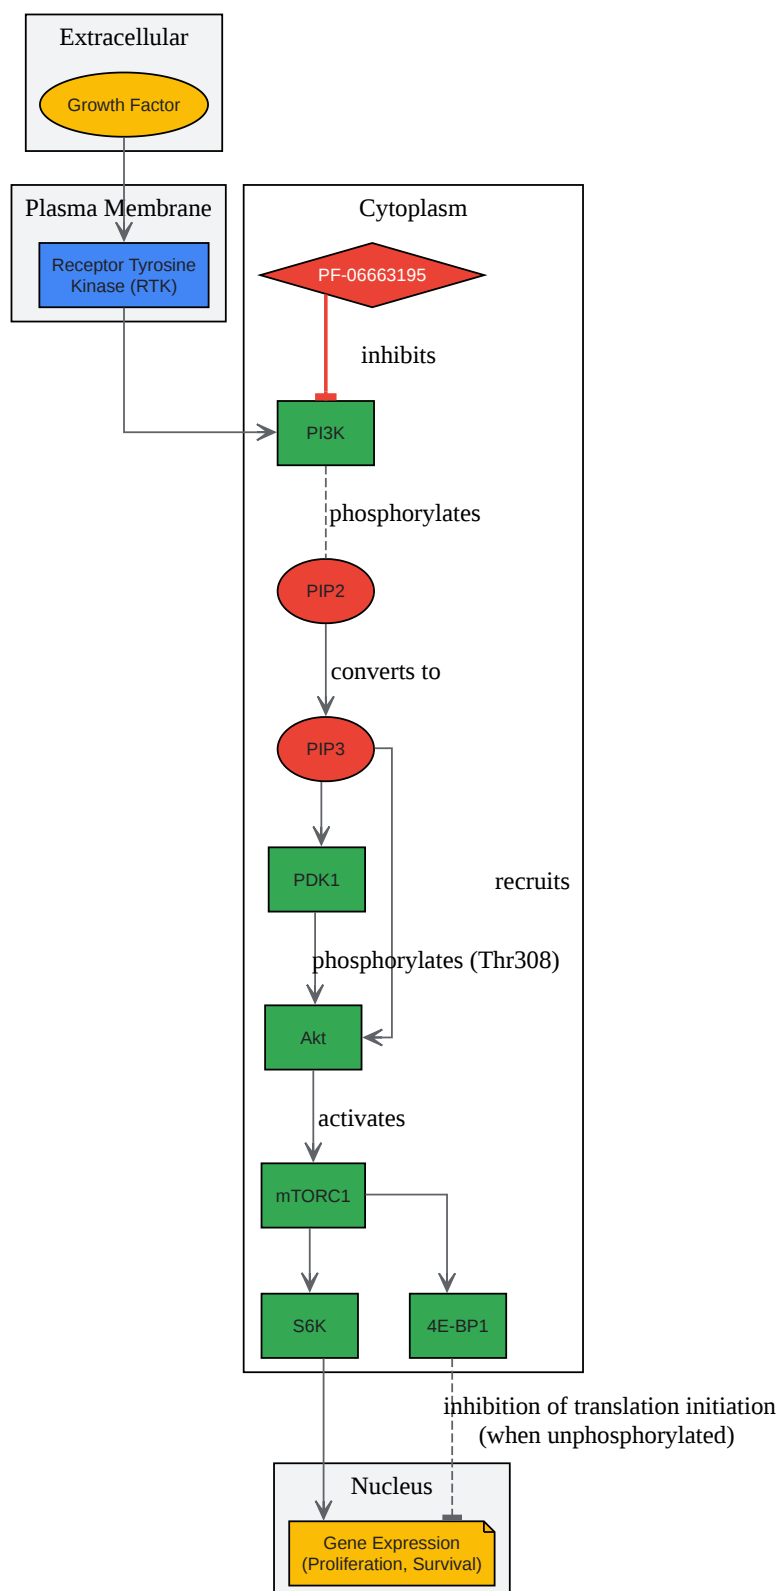 Extracellular
Growth Factor
Plasma Membrane
Receptor Tyrosine
Kinase (RTK)
Cytoplasm
PF-06663195
inhibits
PI3K
phosphorylates
PIP2
converts to
PIP3
PDK1
recruits
phosphorylates (Thr308)
Akt
activates
mTORC1
S6K
4E-BP1
inhibition of translation initiation
(when unphosphorylated)
Nucleus
Gene Expression
(Proliferation, Survival)